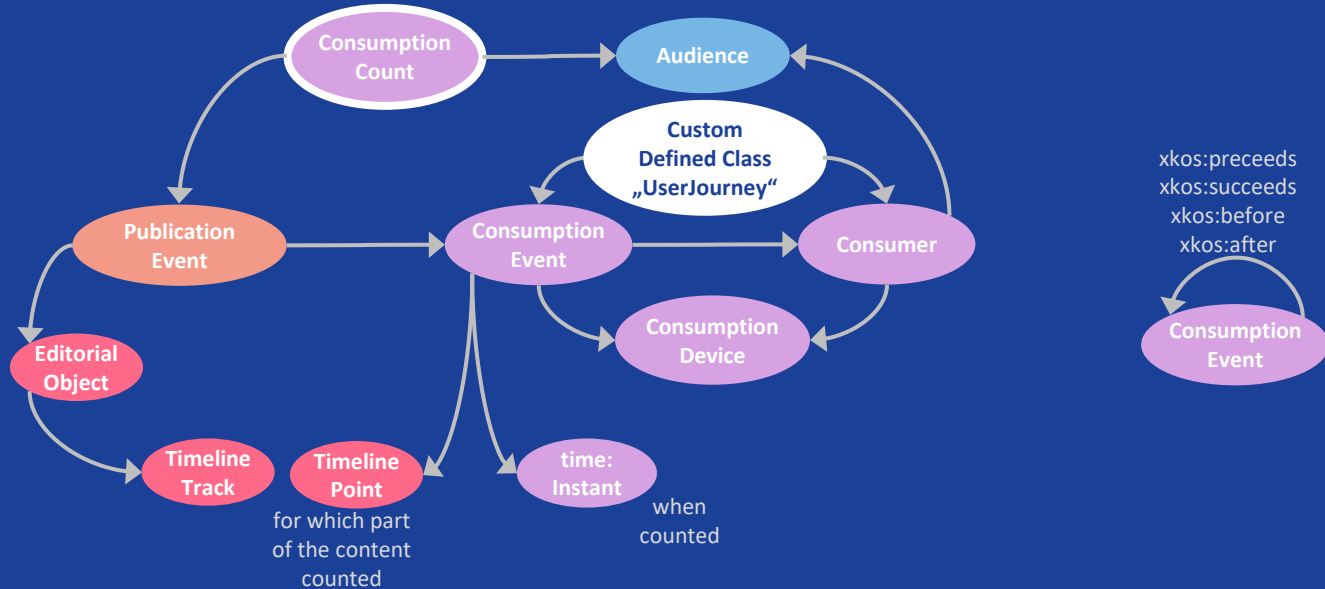 Consumption
Count
Audience
Custom
Defined Class
„UserJourney“
xkos:preceeds
xkos:succeeds
xkos:before
xkos:after
Publication
Event
Consumption
Event
Consumer
Consumption
Device
Consumption
Event
Editorial
Object
Timeline
Track
Timeline
Point
time:
Instant
for which part
of the content
counted
when
counted